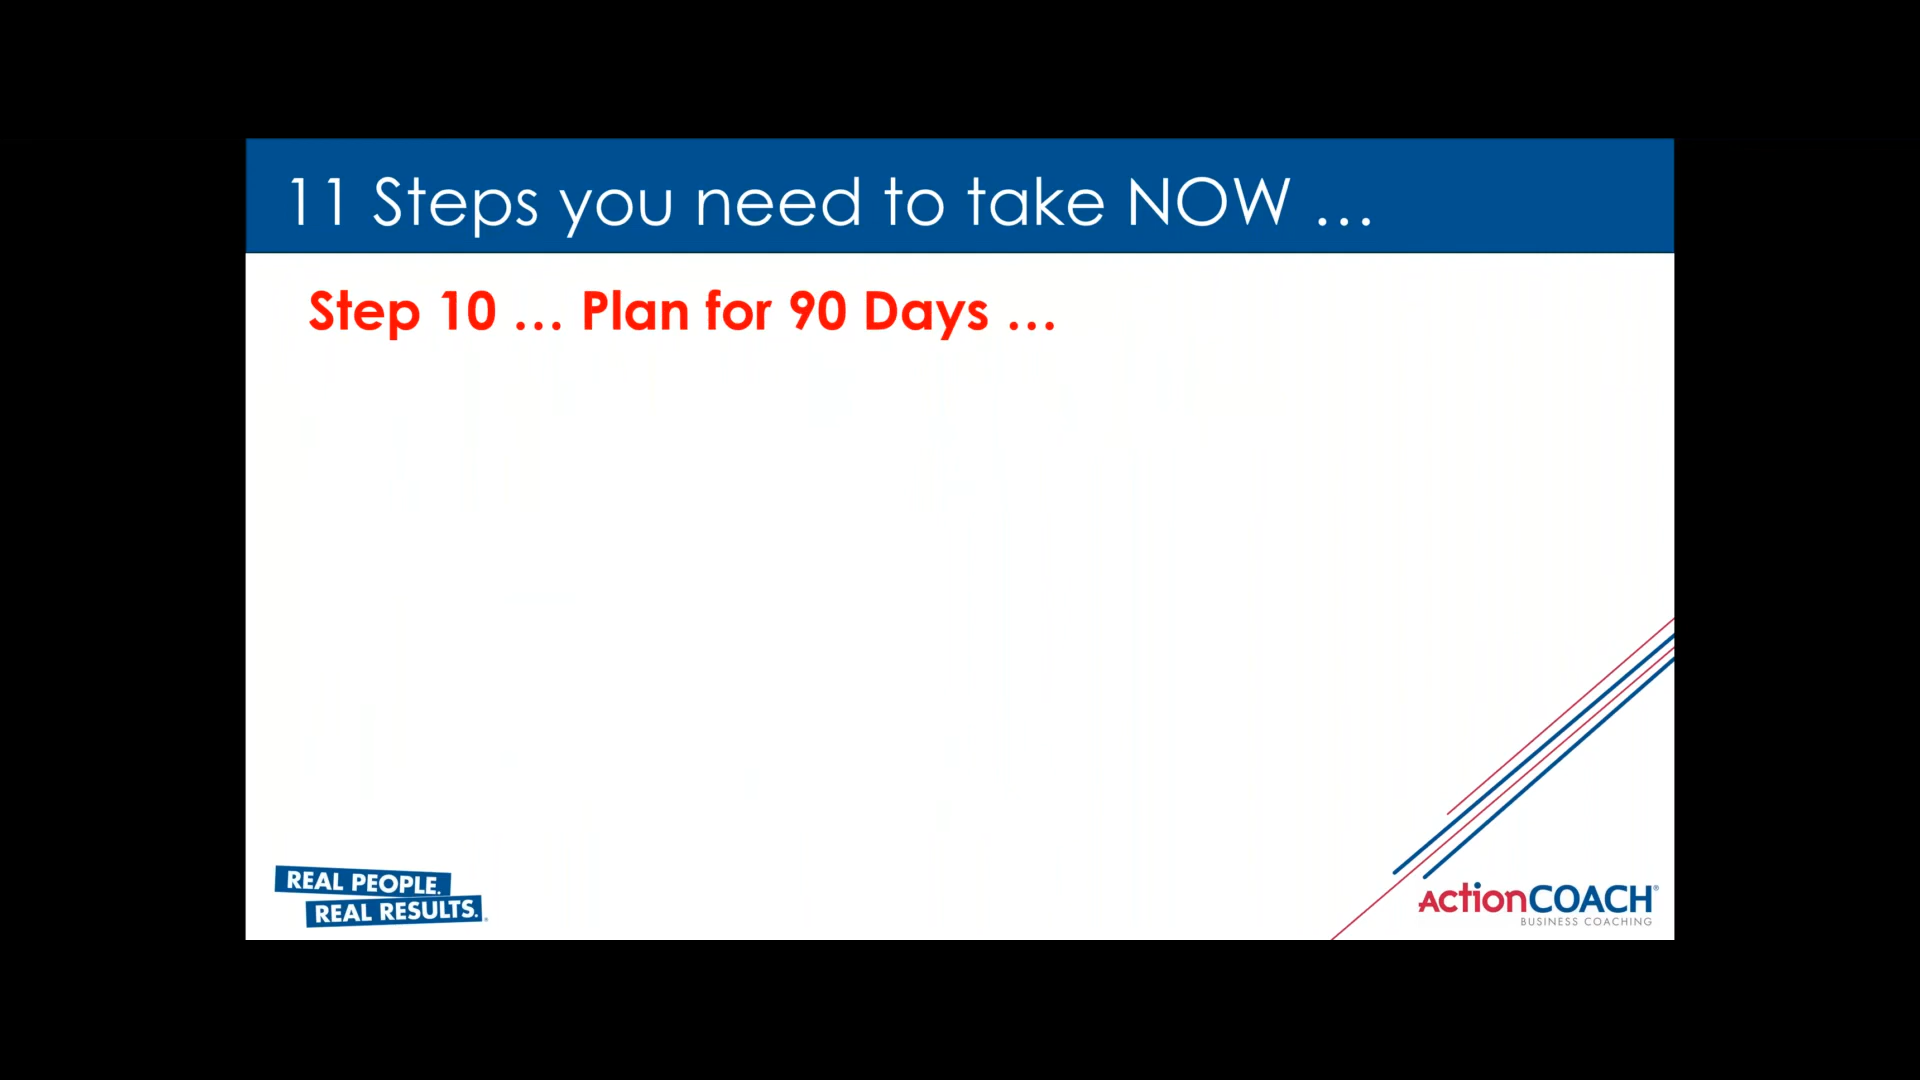 11 Steps you need to take NOW …
Step 10 … Plan for 90 Days …
REAL PEOPLE.
REAL RESULTS.
ActionCOACH®
BUSINESS COACHING